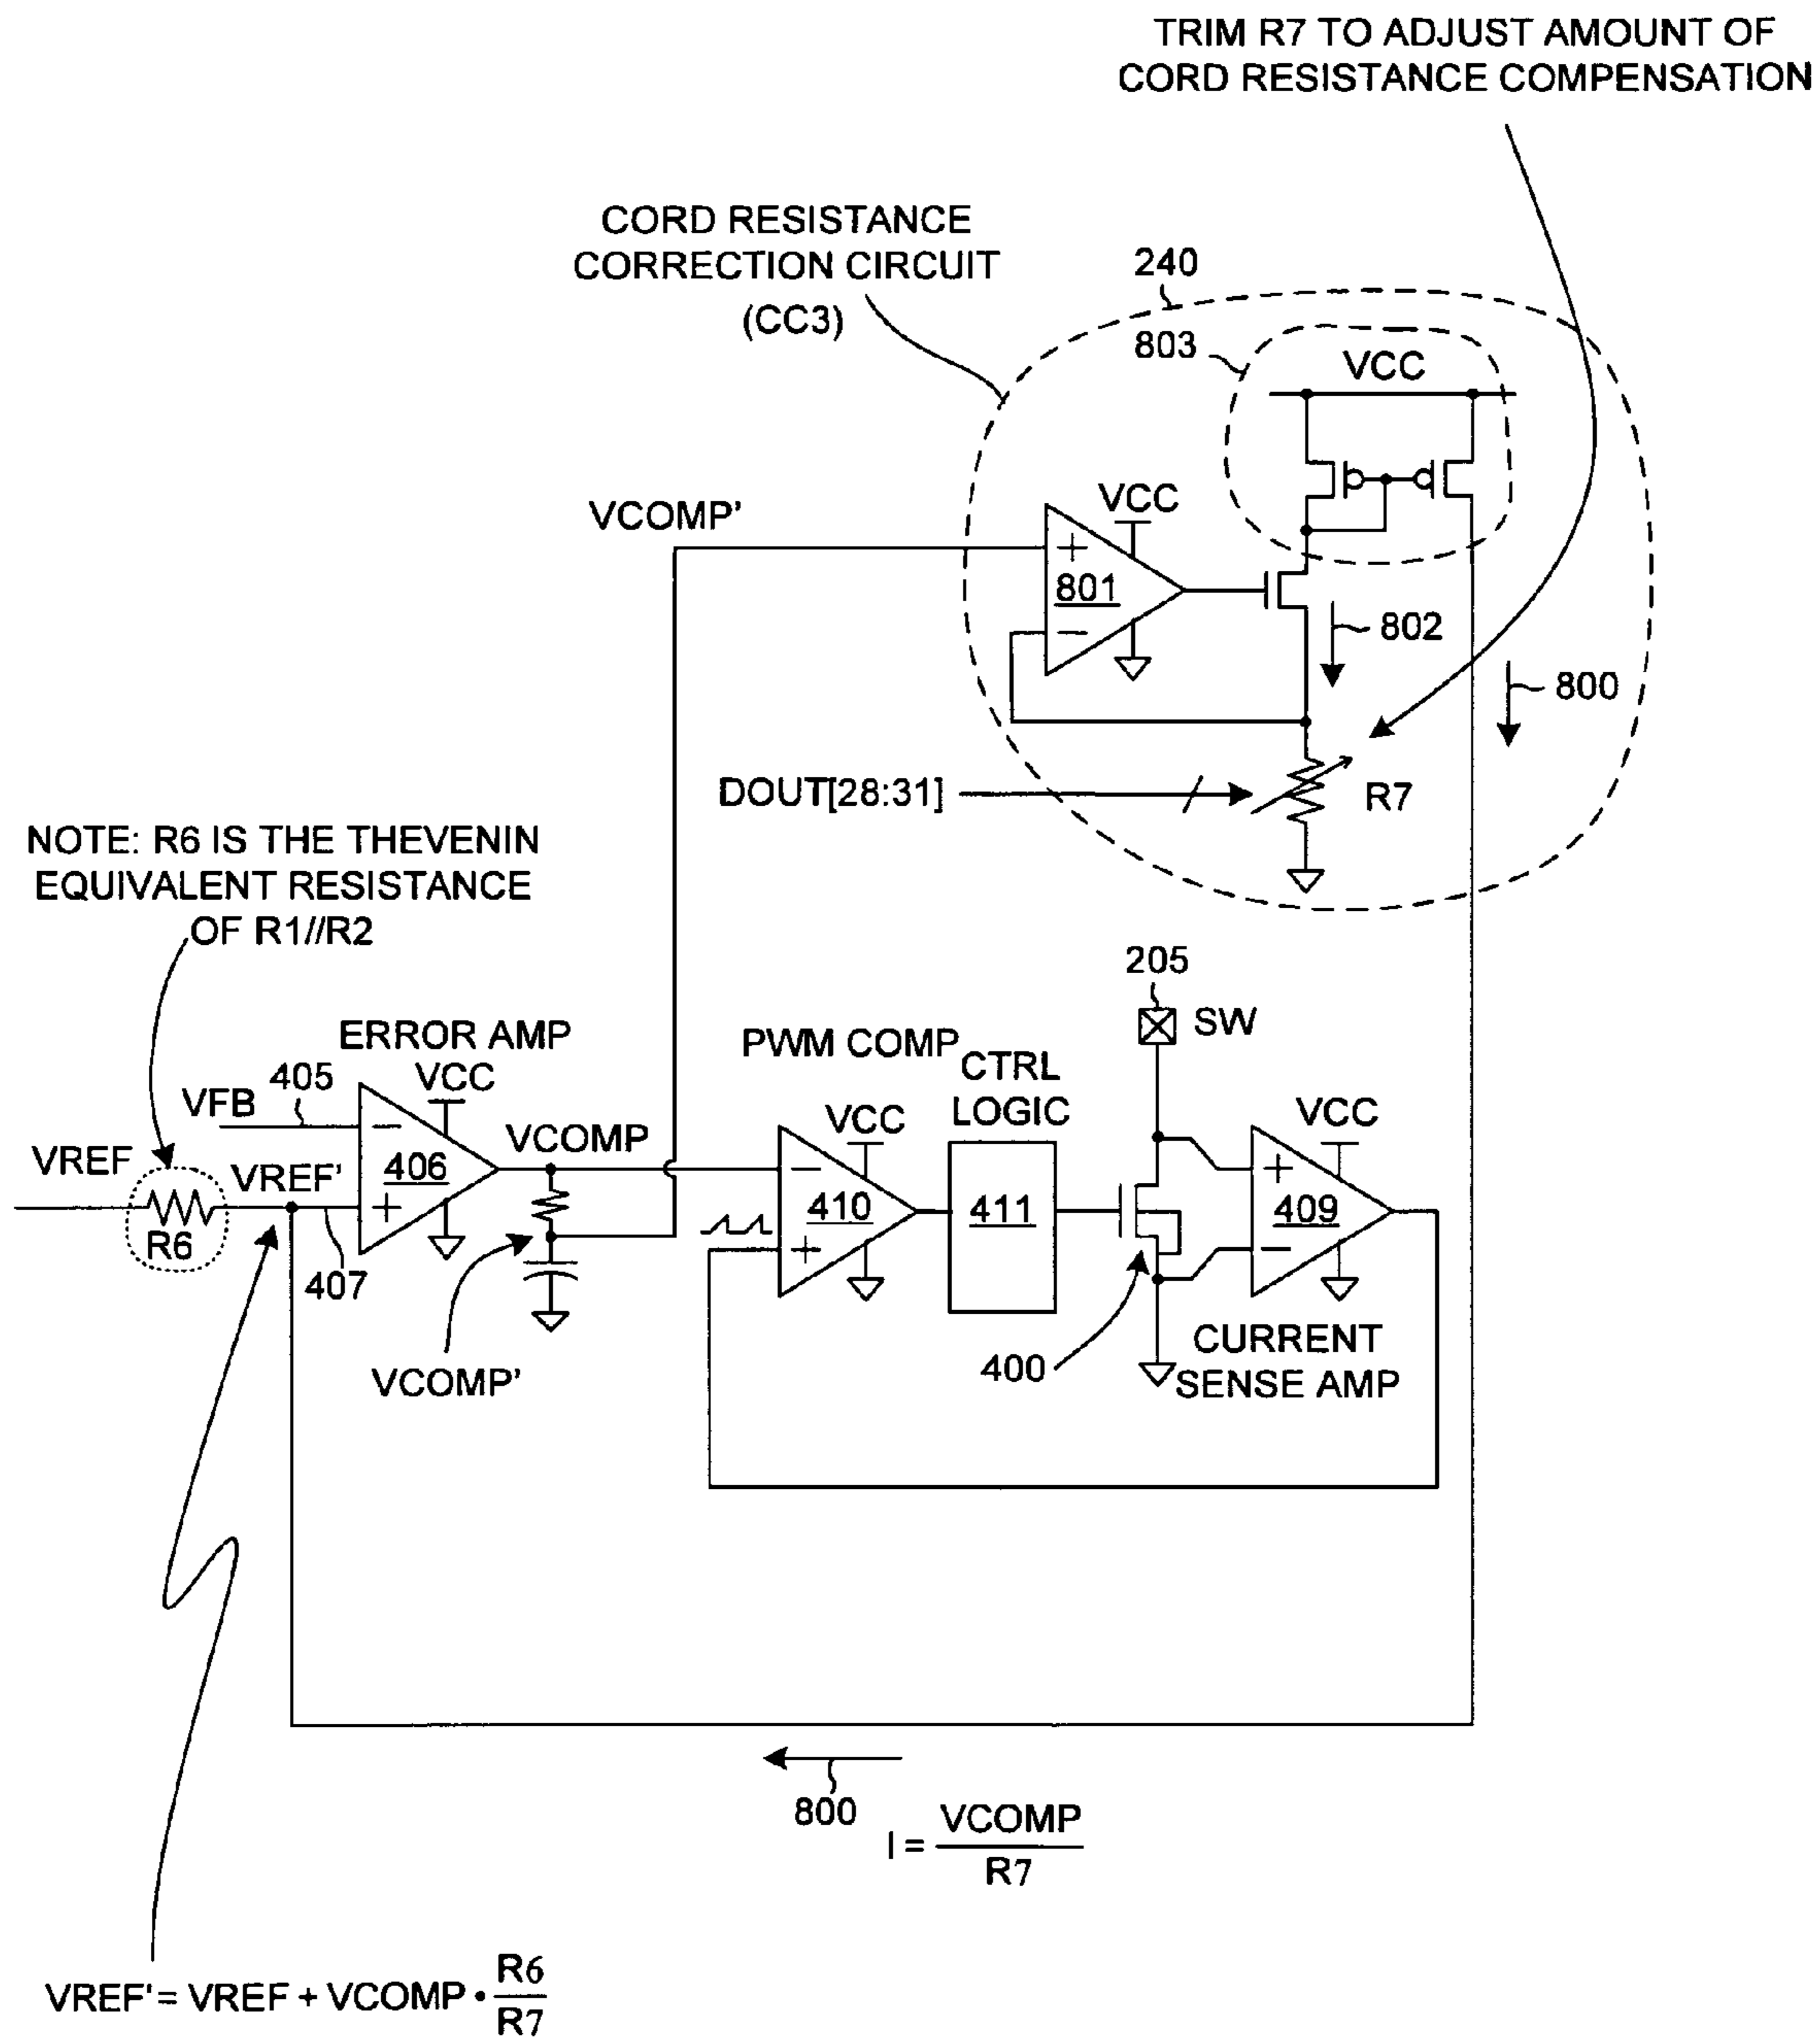 TRIM R7 TO ADJUST AMOUNT OF
CORD RESISTANCE COMPENSATION
CORD RESISTANCE
CORRECTION CIRCUIT
(CC3)
240
803
VCC
VCOMP'
VCC
+
801
−
802
800
DOUT[28:31]
R7
NOTE: R6 IS THE THEVENIN
EQUIVALENT RESISTANCE
OF R1//R2
205
SW
ERROR AMP
PWM COMP
CTRL
LOGIC
405
VCC
VFB
VCC
VCC
VCOMP
VREF
VREF'
−
406
+
−
410
+
411
+
409
−
R6
407
VCOMP'
400
CURRENT
SENSE AMP
800
I = VCOMP / R7
VREF' = VREF + VCOMP • R6 / R7